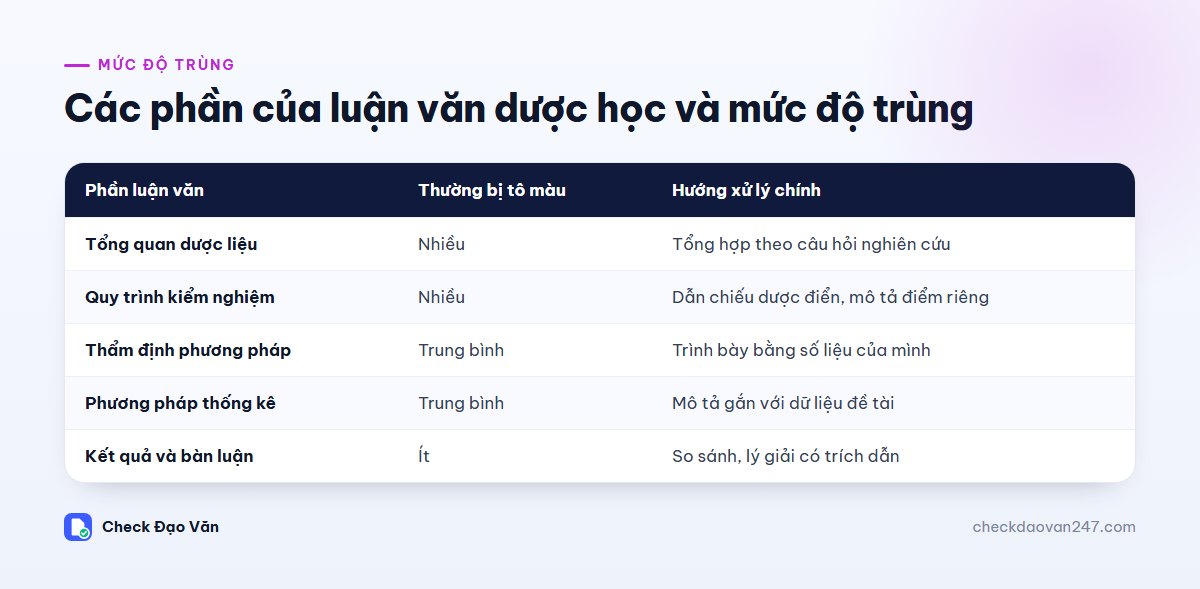 MỨC ĐỘ TRÙNG
Các phần của luận văn dược học và mức độ trùng
Phần luận văn Thường bị tô màu Hướng xử lý chính
Tổng quan dược liệu Nhiều Tổng hợp theo câu hỏi nghiên cứu
Quy trình kiểm nghiệm Nhiều Dẫn chiếu dược điển, mô tả điểm riêng
Thẩm định phương pháp Trung bình Trình bày bằng số liệu của mình
Phương pháp thống kê Trung bình Mô tả gắn với dữ liệu đề tài
Kết quả và bàn luận Ít So sánh, lý giải có trích dẫn
Check Đạo Văn checkdaovan247.com